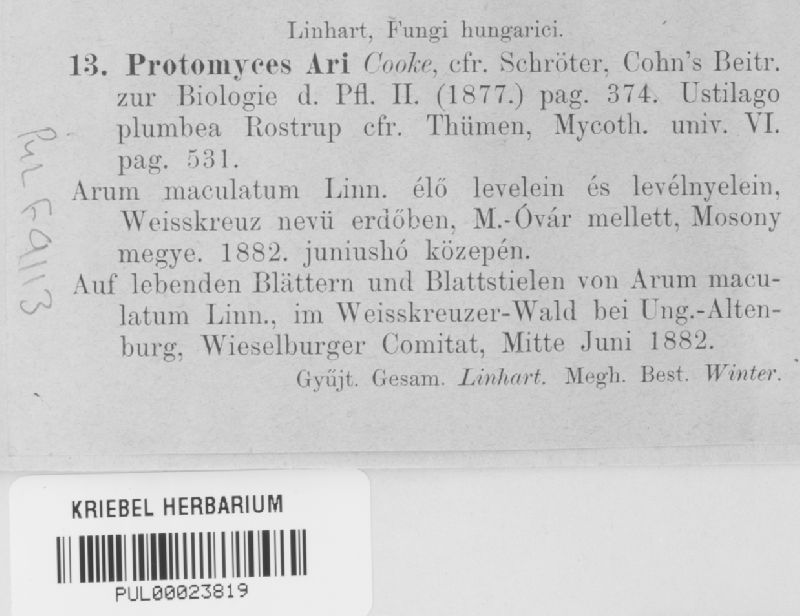 Linhart, Fungi hungarici.
13. Protomyces Ari Cooke, cfr. Schröter, Cohn's Beitr.
zur Biologie d. Pfl. II. (1877.) pag. 374. Ustilago
plumbea Rostrup cfr. Thümen, Mycoth. univ. VI.
pag. 531.
Arum maculatum Linn. élő levelein és levélnyelein,
Weisskreuz nevü erdőben, M.-Óvár mellett, Mosony
megye. 1882. juniushó közepén.
Auf lebenden Blättern und Blattstielen von Arum macu-
latum Linn., im Weisskreuzer-Wald bei Ung.-Alten-
burg, Wieselburger Comitat, Mitte Juni 1882.
Gyűjt. Gesam. Linhart. Megh. Best. Winter.
PUL F9113
KRIEBEL HERBARIUM
PUL00023819